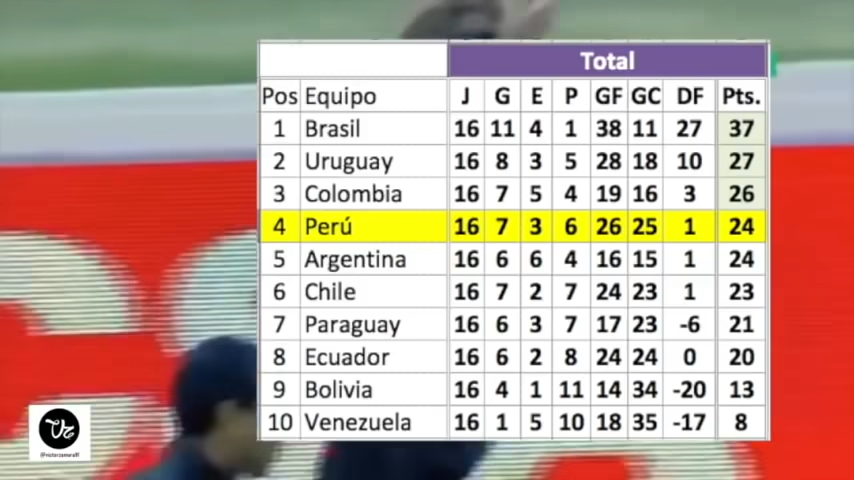 Total
Pos Equipo J G E P GF GC DF Pts.
1 Brasil 16 11 4 1 38 11 27 37
2 Uruguay 16 8 3 5 28 18 10 27
3 Colombia 16 7 5 4 19 16 3 26
4 Perú 16 7 3 6 26 25 1 24
5 Argentina 16 6 6 4 16 15 1 24
6 Chile 16 7 2 7 24 23 1 23
7 Paraguay 16 6 3 7 17 23 -6 21
8 Ecuador 16 6 2 8 24 24 0 20
9 Bolivia 16 4 1 11 14 34 -20 13
10 Venezuela 16 1 5 10 18 35 -17 8